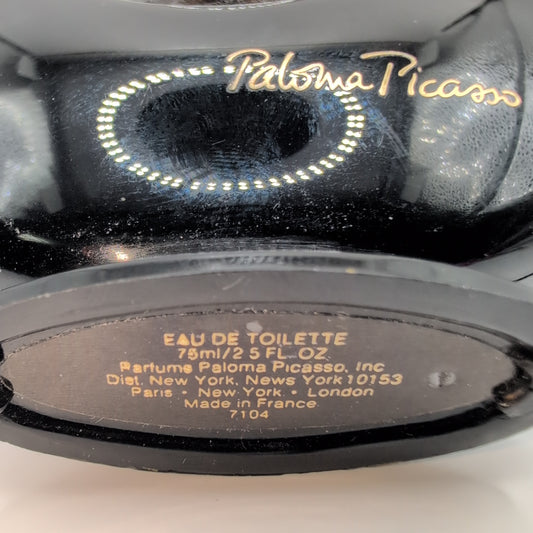 Paloma Picasso
EAU DE TOILETTE
75ml/2 5 FL. OZ.
Parfums Paloma Picasso, Inc
Dist. New York, News York 10153
Paris • New York • London
Made in France
7104